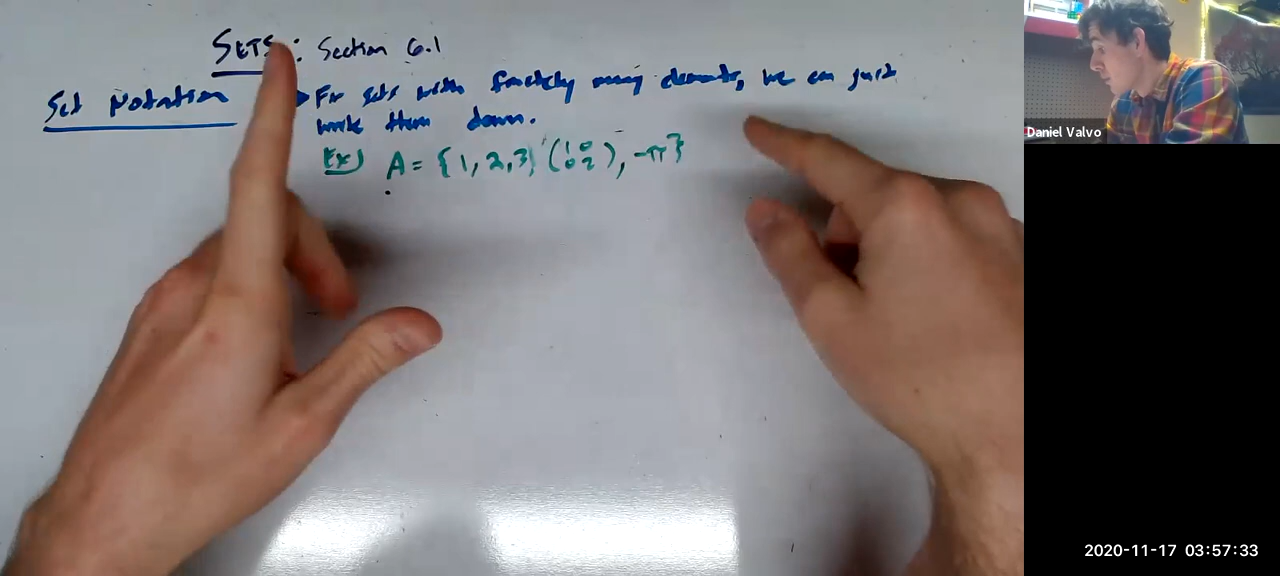 SETS: Section 6.1
Set Notation
For sets with finitely many elements, we can just
write them down.
Ex) A = {1, 2, 3, (1 0 0 2), -π}
Daniel Valvo
2020-11-17 03:57:33